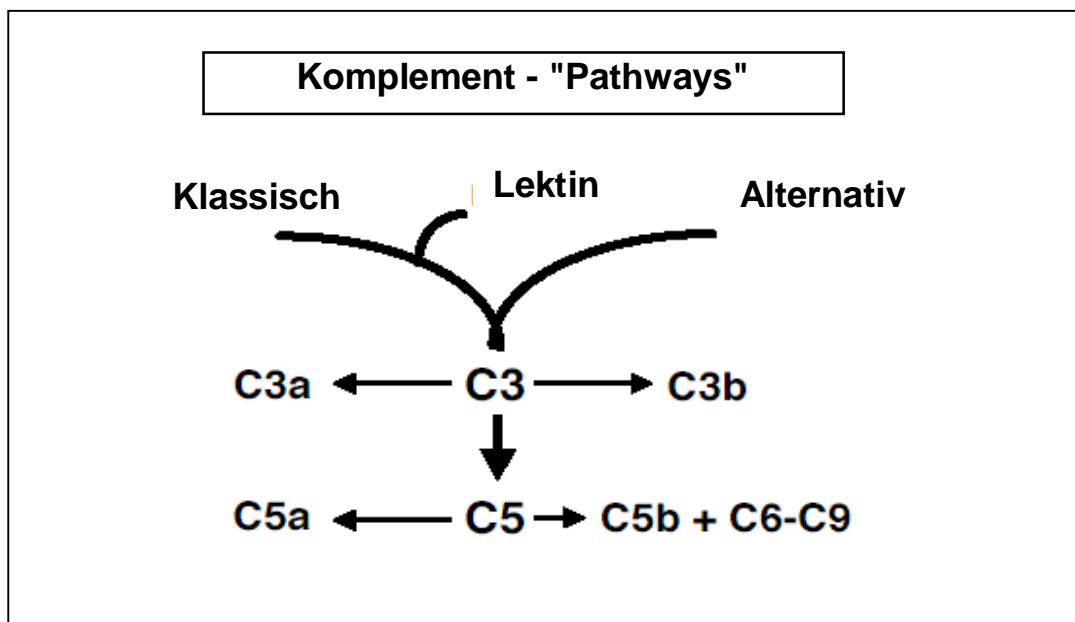 Komplement - "Pathways"
Klassisch Lektin Alternativ
C3a C3 C3b
C5a C5 C5b + C6-C9